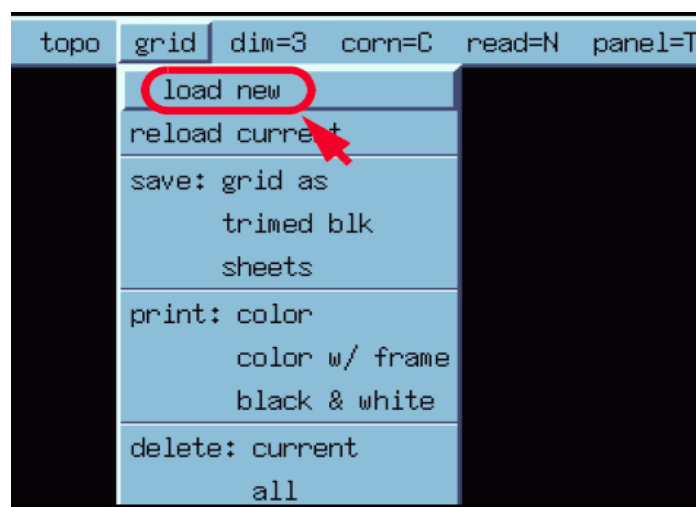 topo grid dim=3 corn=C read=N panel=T
load new
reload current
save: grid as
trimed blk
sheets
print: color
color w/ frame
black & white
delete: current
all